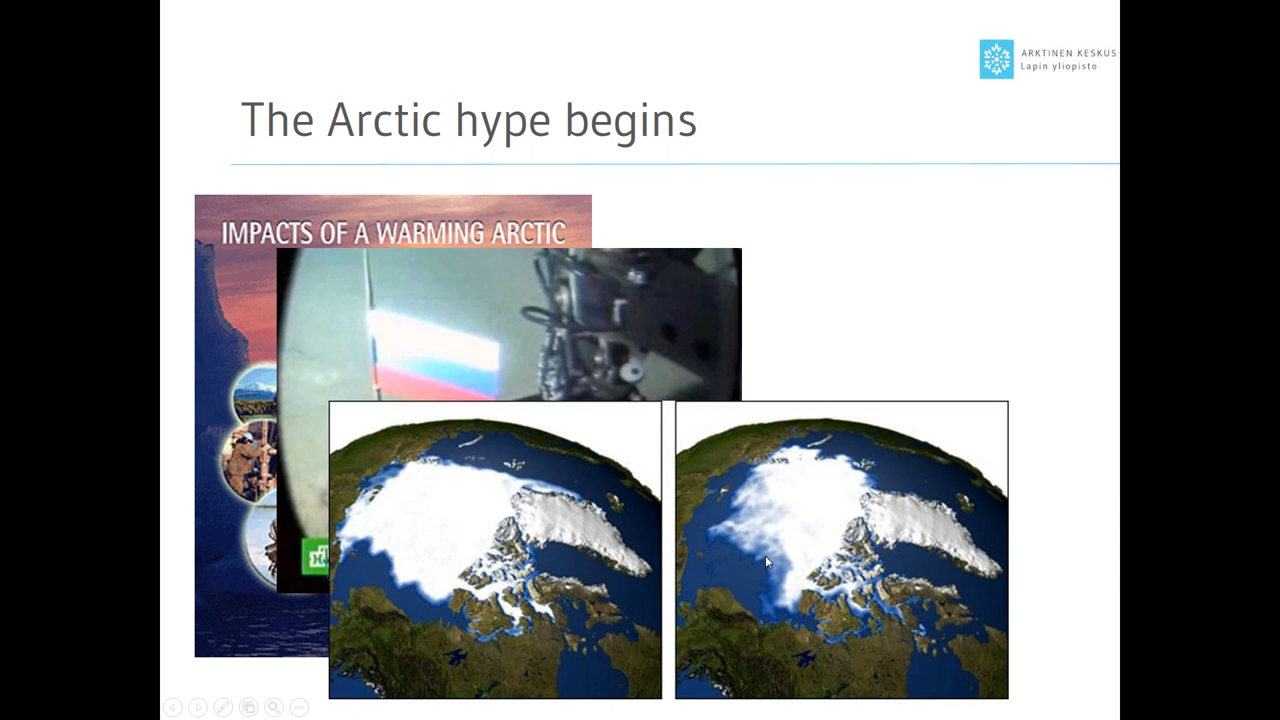 ARKTINEN KESKUS
Lapin yliopisto
The Arctic hype begins
IMPACTS OF A WARMING ARCTIC